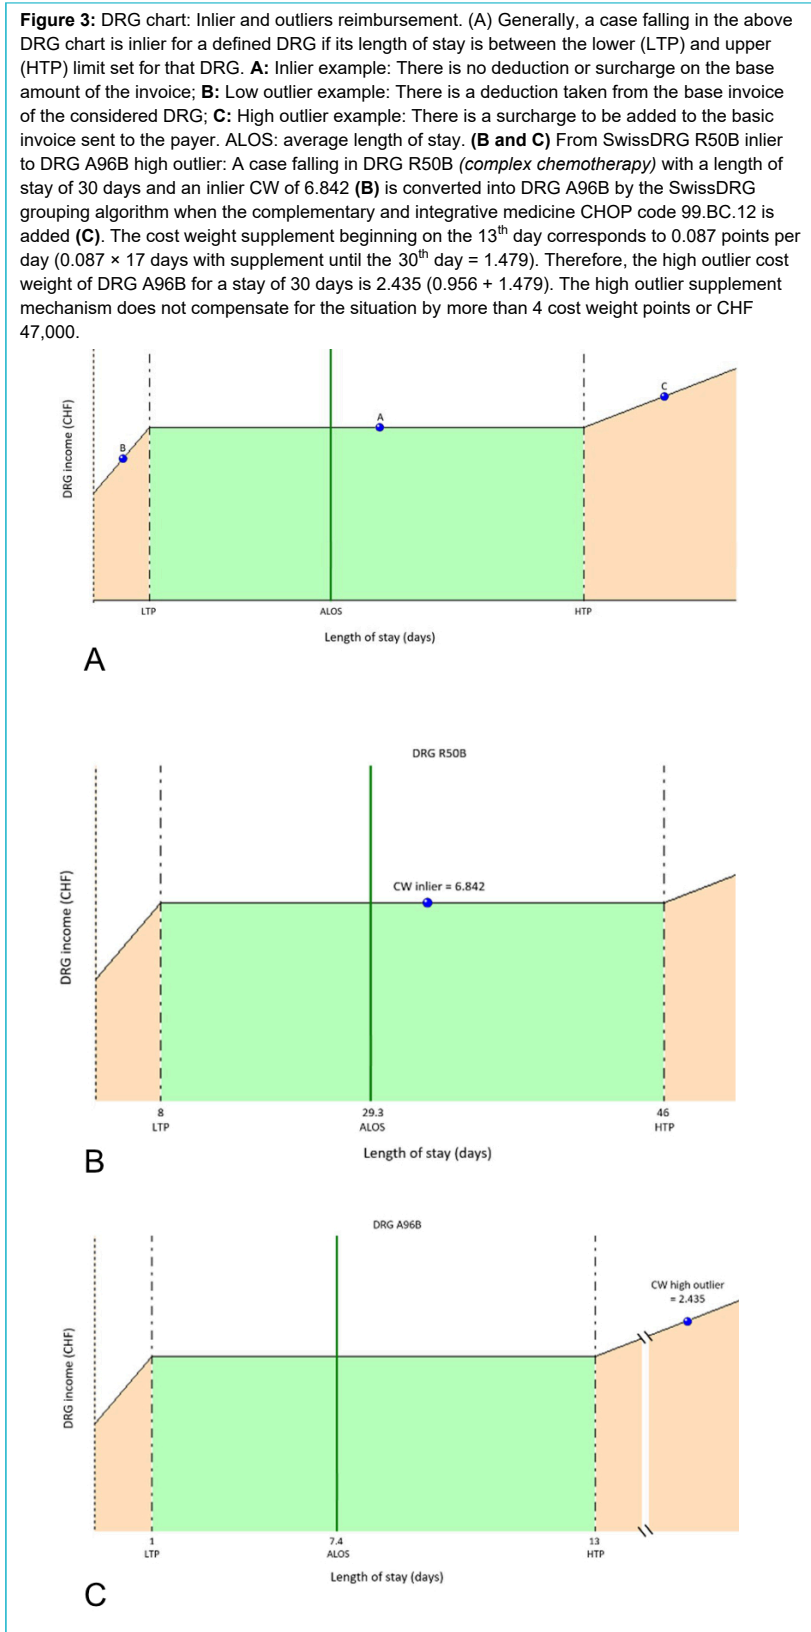 Figure 3: DRG chart: Inlier and outliers reimbursement. (A) Generally, a case falling in the above
DRG chart is inlier for a defined DRG if its length of stay is between the lower (LTP) and upper
(HTP) limit set for that DRG. A: Inlier example: There is no deduction or surcharge on the base
amount of the invoice; B: Low outlier example: There is a deduction taken from the base invoice
of the considered DRG; C: High outlier example: There is a surcharge to be added to the basic
invoice sent to the payer. ALOS: average length of stay. (B and C) From SwissDRG R50B inlier
to DRG A96B high outlier: A case falling in DRG R50B (complex chemotherapy) with a length of
stay of 30 days and an inlier CW of 6.842 (B) is converted into DRG A96B by the SwissDRG
grouping algorithm when the complementary and integrative medicine CHOP code 99.BC.12 is
added (C). The cost weight supplement beginning on the 13th day corresponds to 0.087 points per
day (0.087 × 17 days with supplement until the 30th day = 1.479). Therefore, the high outlier cost
weight of DRG A96B for a stay of 30 days is 2.435 (0.956 + 1.479). The high outlier supplement
mechanism does not compensate for the situation by more than 4 cost weight points or CHF
47,000.
DRG income (CHF)
B
A
C
LTP
ALOS
HTP
Length of stay (days)
A
DRG R50B
DRG income (CHF)
CW inlier = 6.842
8
29.3
46
LTP
ALOS
HTP
Length of stay (days)
B
DRG A96B
DRG income (CHF)
CW high outlier
= 2.435
1
7.4
13
LTP
ALOS
HTP
Length of stay (days)
C